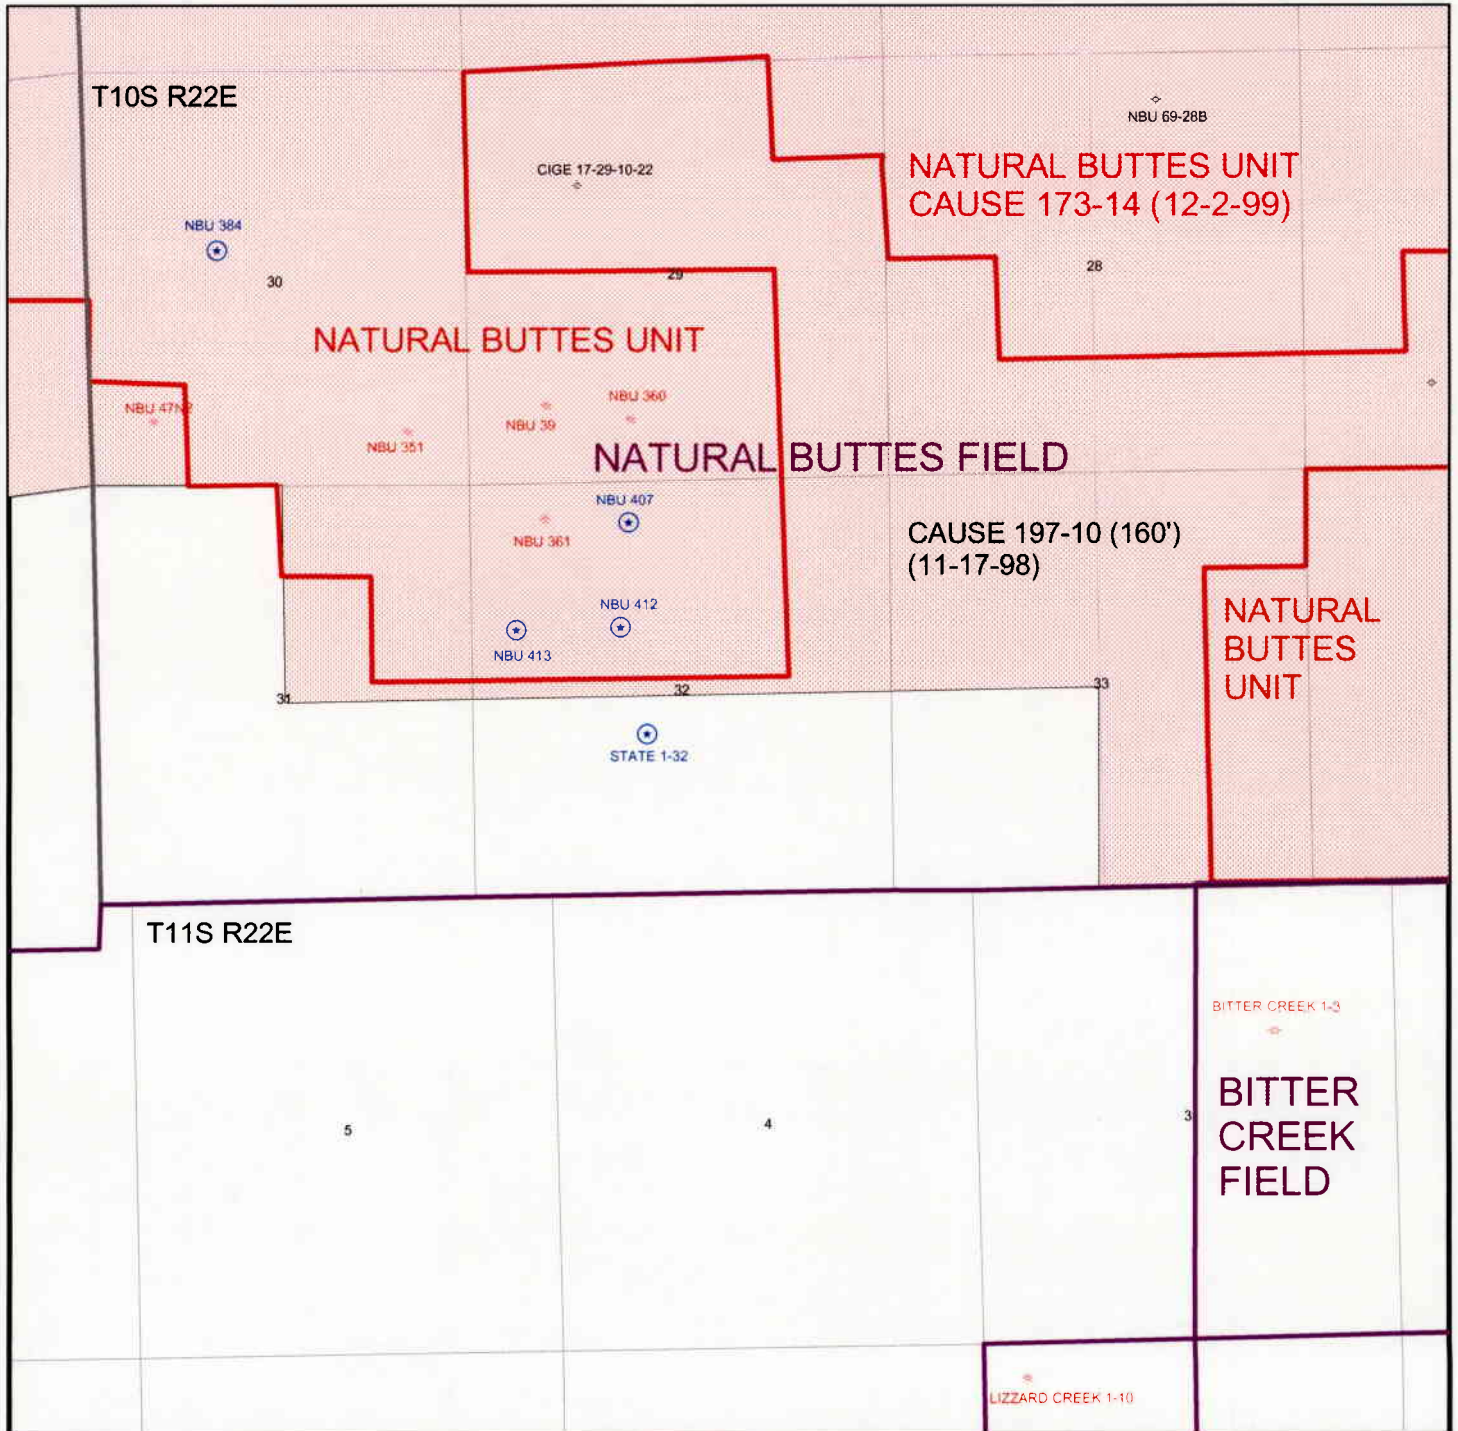 T10S R22E
NBU 69-28B
CIGE 17-29-10-22
NATURAL BUTTES UNIT
CAUSE 173-14 (12-2-99)
NBU 384
30
29
28
NATURAL BUTTES UNIT
NBU 47N2
NBU 351
NBU 39
NBU 360
NATURAL BUTTES FIELD
NBU 407
NBU 361
CAUSE 197-10 (160')
(11-17-98)
NBU 412
NBU 413
NATURAL
BUTTES
UNIT
31
32
33
STATE 1-32
T11S R22E
BITTER CREEK 1-3
BITTER
CREEK
FIELD
5
4
3
LIZZARD CREEK 1-10